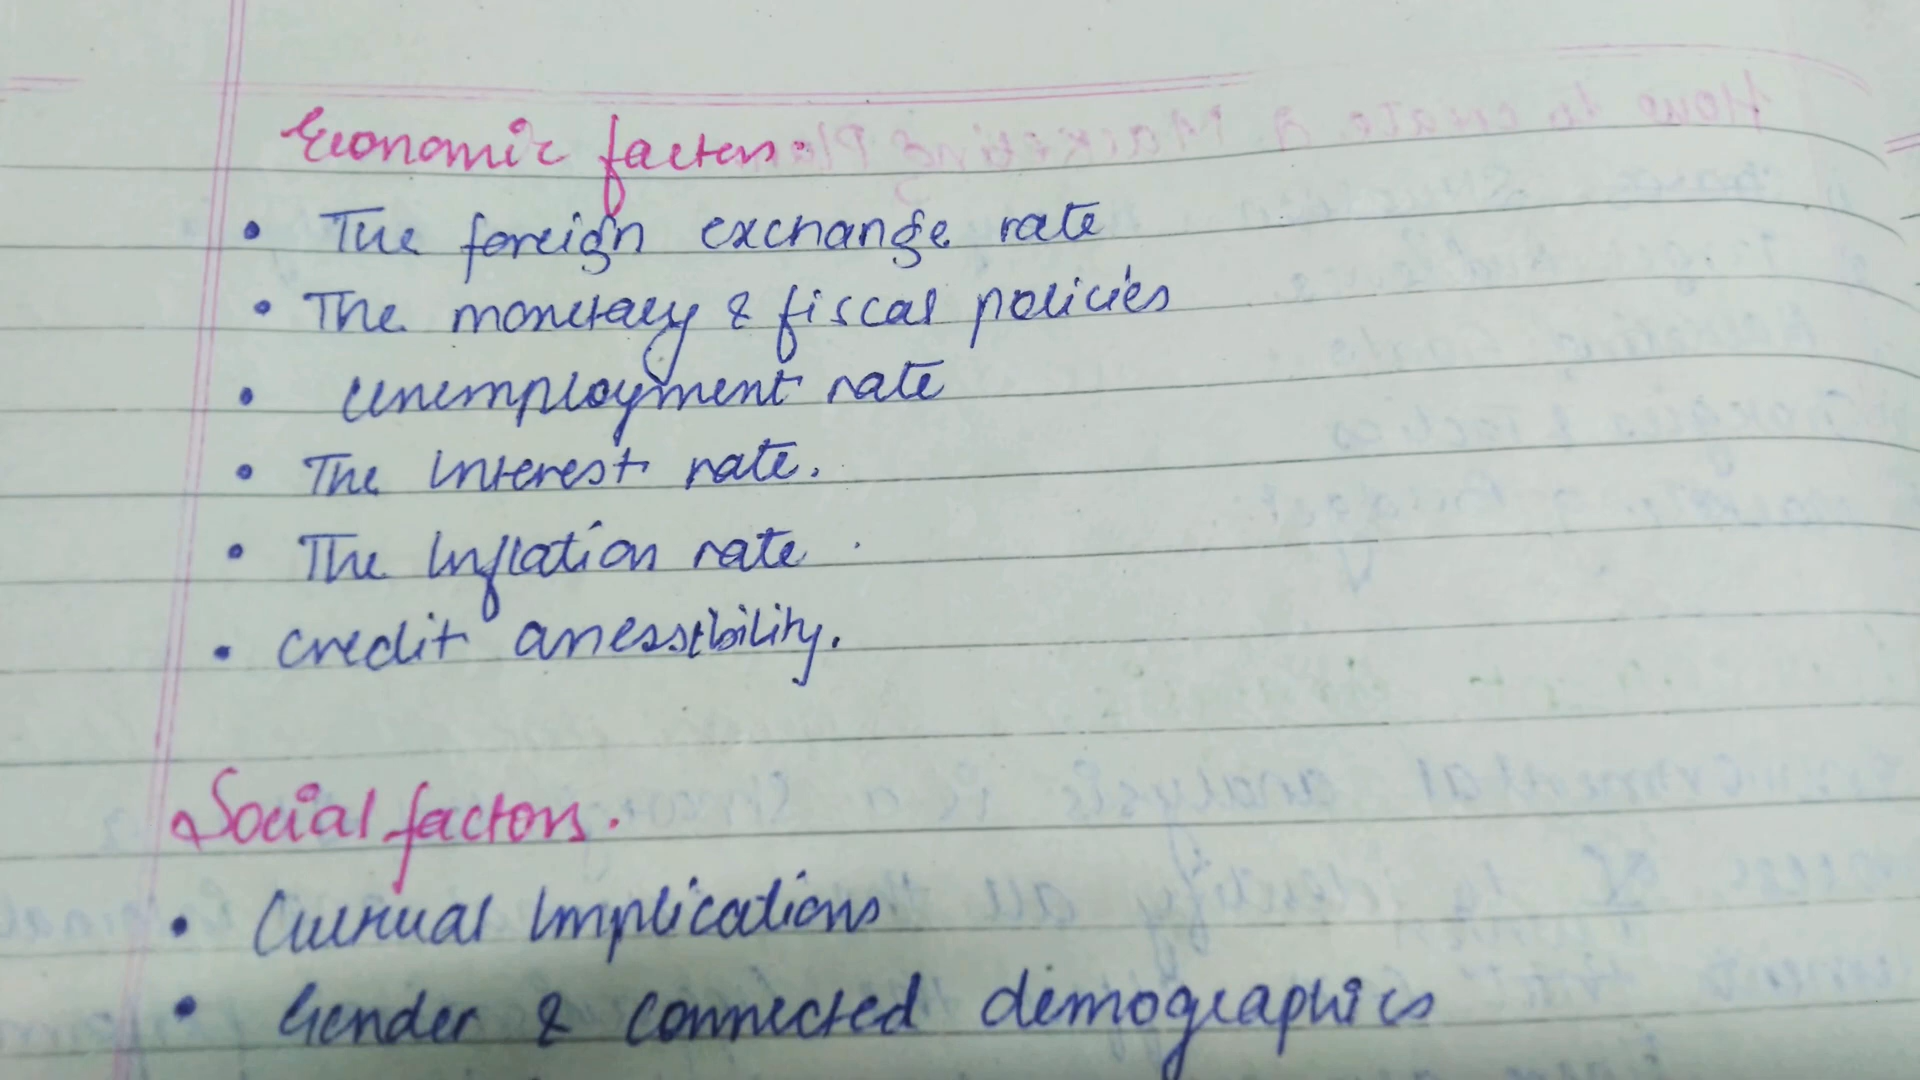 Economic factors.
• The foreign exchange rate
• The monetary & fiscal policies
• Unemployment rate
• The Interest rate.
• The Inflation rate.
• Credit accessibility.
Social factors.
• Cultural Implications
• Gender & connected demographics